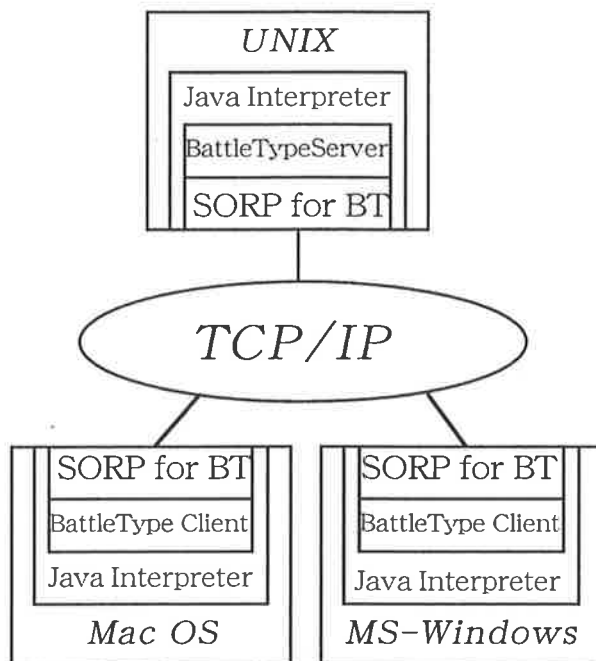 UNIX
Java Interpreter
BattleTypeServer
SORP for BT
TCP/IP
SORP for BT
BattleType Client
Java Interpreter
Mac OS
SORP for BT
BattleType Client
Java Interpreter
MS-Windows